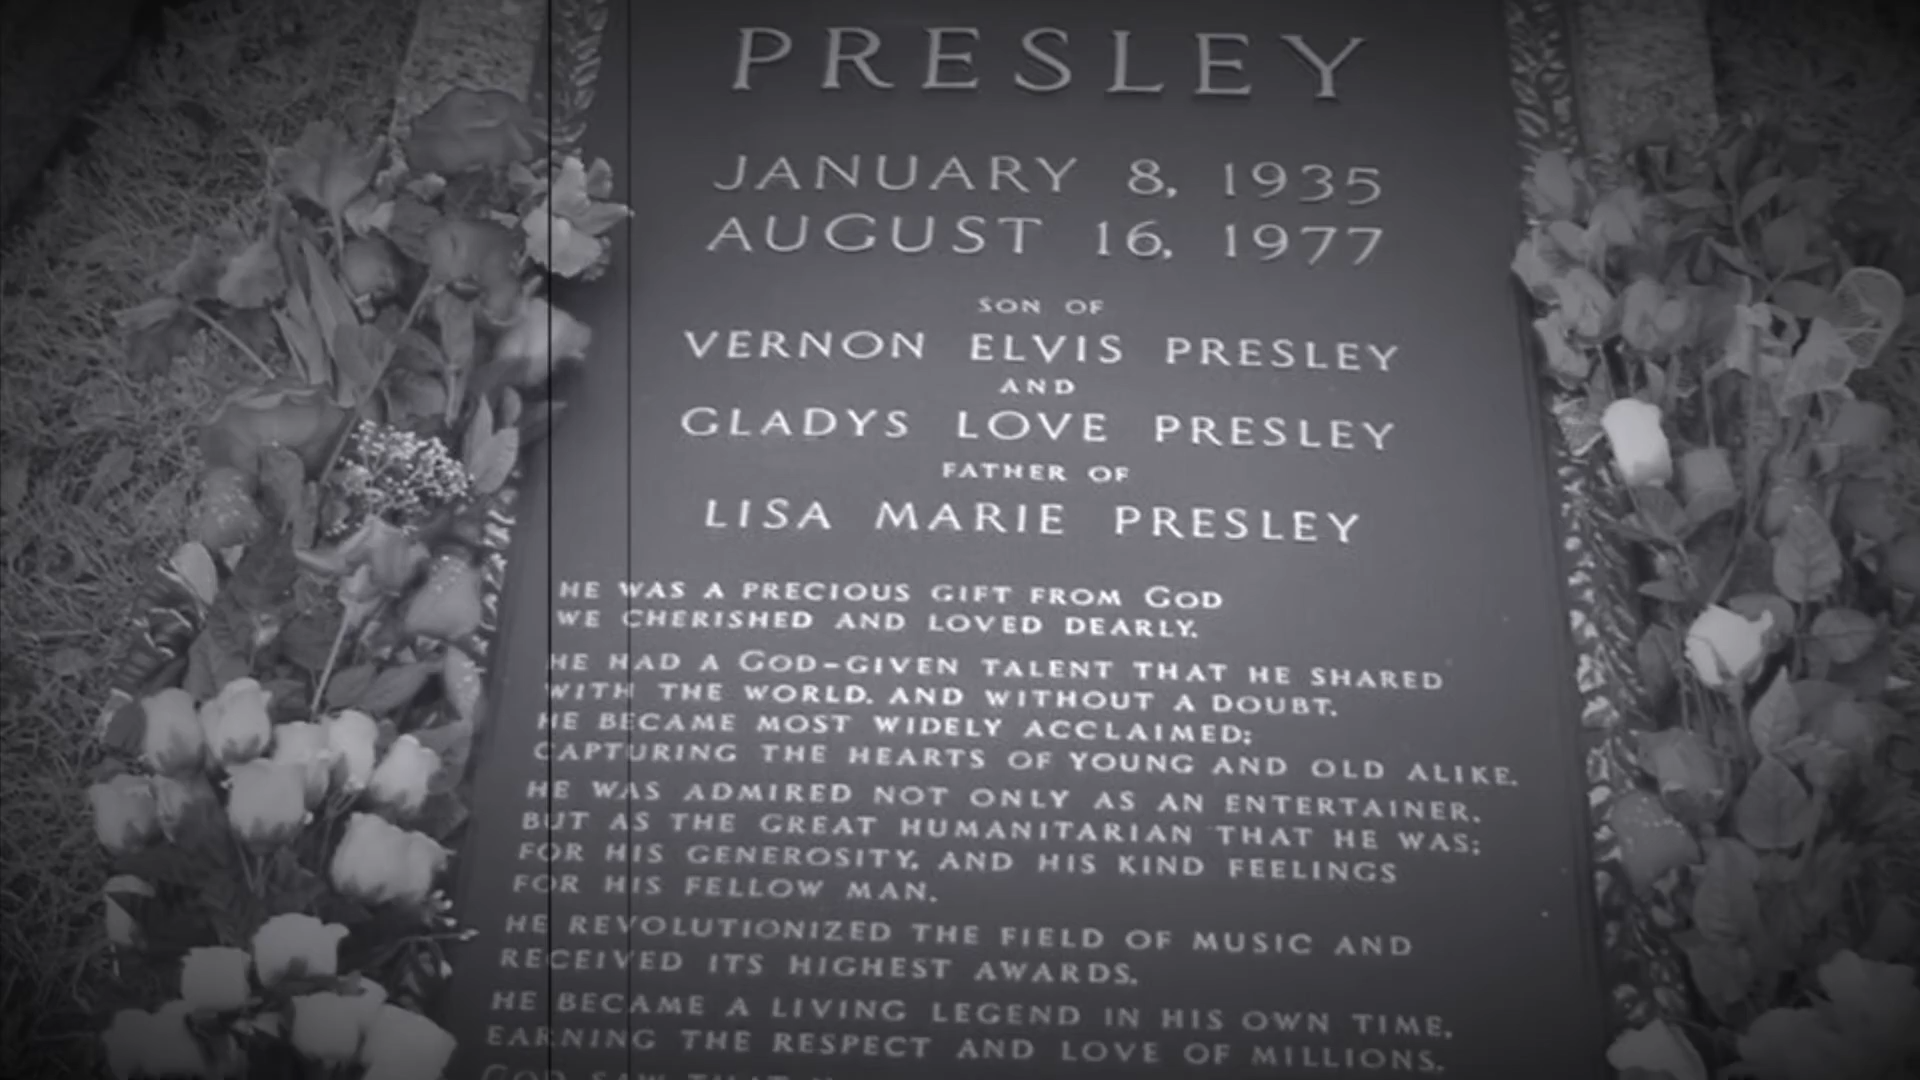 PRESLEY
JANUARY 8, 1935
AUGUST 16, 1977
SON OF
VERNON ELVIS PRESLEY
AND
GLADYS LOVE PRESLEY
FATHER OF
LISA MARIE PRESLEY
HE WAS A PRECIOUS GIFT FROM GOD
WE CHERISHED AND LOVED DEARLY.
HE HAD A GOD-GIVEN TALENT THAT HE SHARED
WITH THE WORLD. AND WITHOUT A DOUBT,
HE BECAME MOST WIDELY ACCLAIMED;
CAPTURING THE HEARTS OF YOUNG AND OLD ALIKE.
HE WAS ADMIRED NOT ONLY AS AN ENTERTAINER,
BUT AS THE GREAT HUMANITARIAN THAT HE WAS;
FOR HIS GENEROSITY, AND HIS KIND FEELINGS
FOR HIS FELLOW MAN.
HE REVOLUTIONIZED THE FIELD OF MUSIC AND
RECEIVED ITS HIGHEST AWARDS.
HE BECAME A LIVING LEGEND IN HIS OWN TIME,
EARNING THE RESPECT AND LOVE OF MILLIONS.
GOD SAW THAT